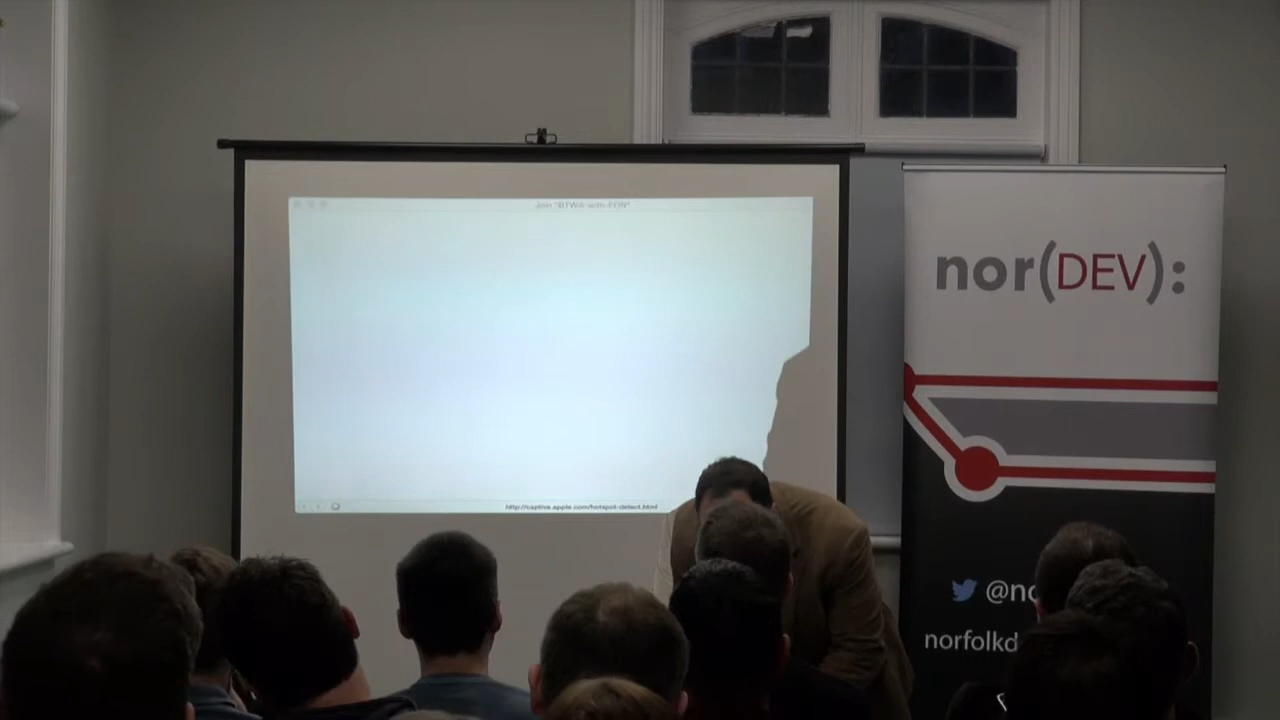 Join "BTWifi-with-FON"
http://captive.apple.com/hotspot-detect.html
nor(DEV):
@no
norfolkd